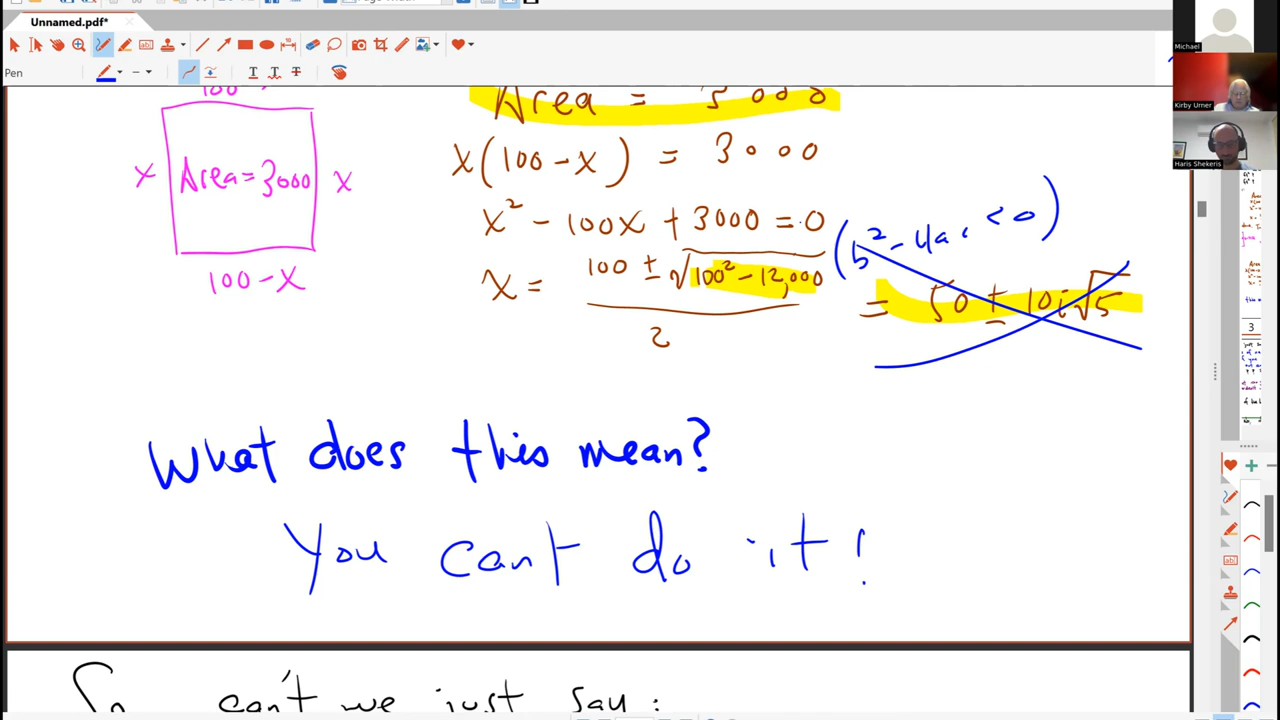 Unnamed.pdf*
Pen
Michael
Kirby Urner
Haris Shekeris
Area =
x(100-x) = 3000
x Area=3000 x
x² - 100x + 3000 = 0
(b² - 4ac < 0)
100 - x
x = 100 ± √100² - 12,000
2
= 50 ± 10i√5
What does this mean?
You can't do it!
So can't we just say:
3